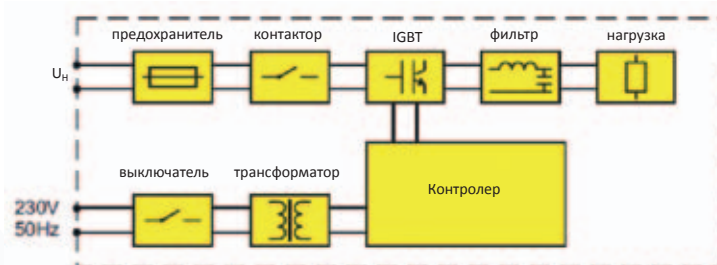 предохранитель контактор IGBT фильтр нагрузка
Uн
выключатель трансформатор
Контролер
230V
50Hz